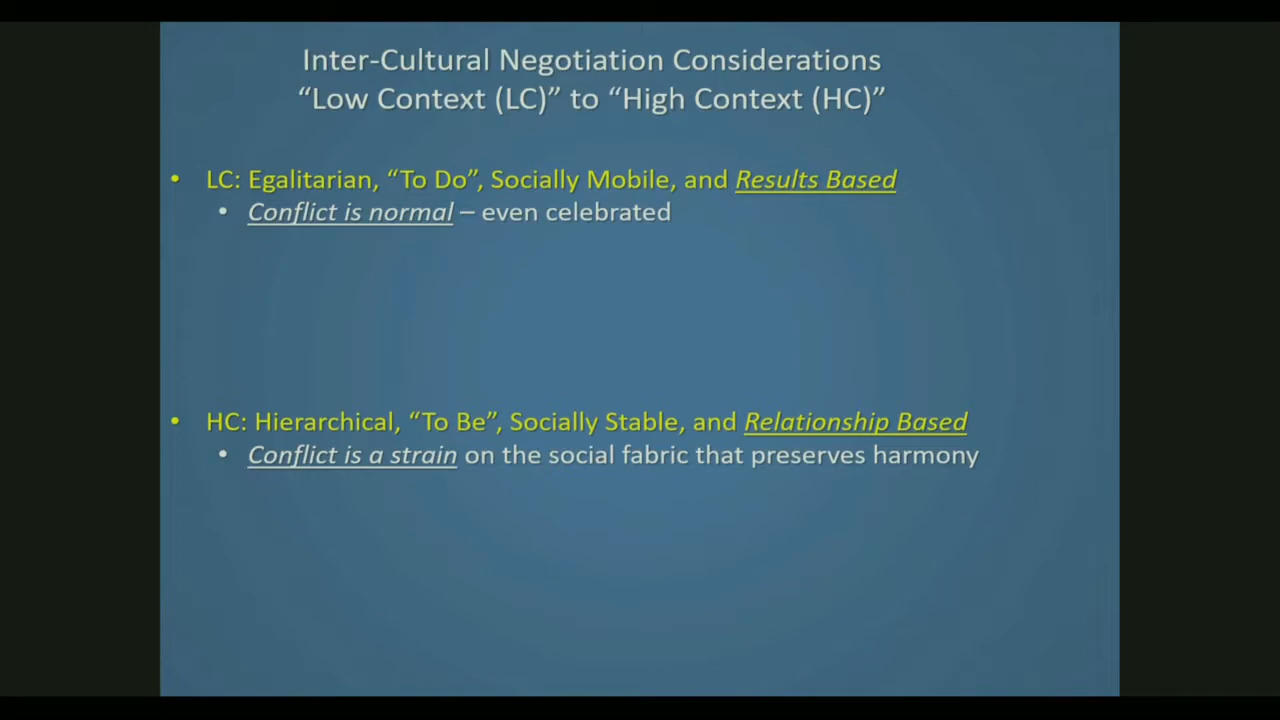 Inter-Cultural Negotiation Considerations
“Low Context (LC)” to “High Context (HC)”
• LC: Egalitarian, “To Do”, Socially Mobile, and Results Based
• Conflict is normal – even celebrated
• HC: Hierarchical, “To Be”, Socially Stable, and Relationship Based
• Conflict is a strain on the social fabric that preserves harmony